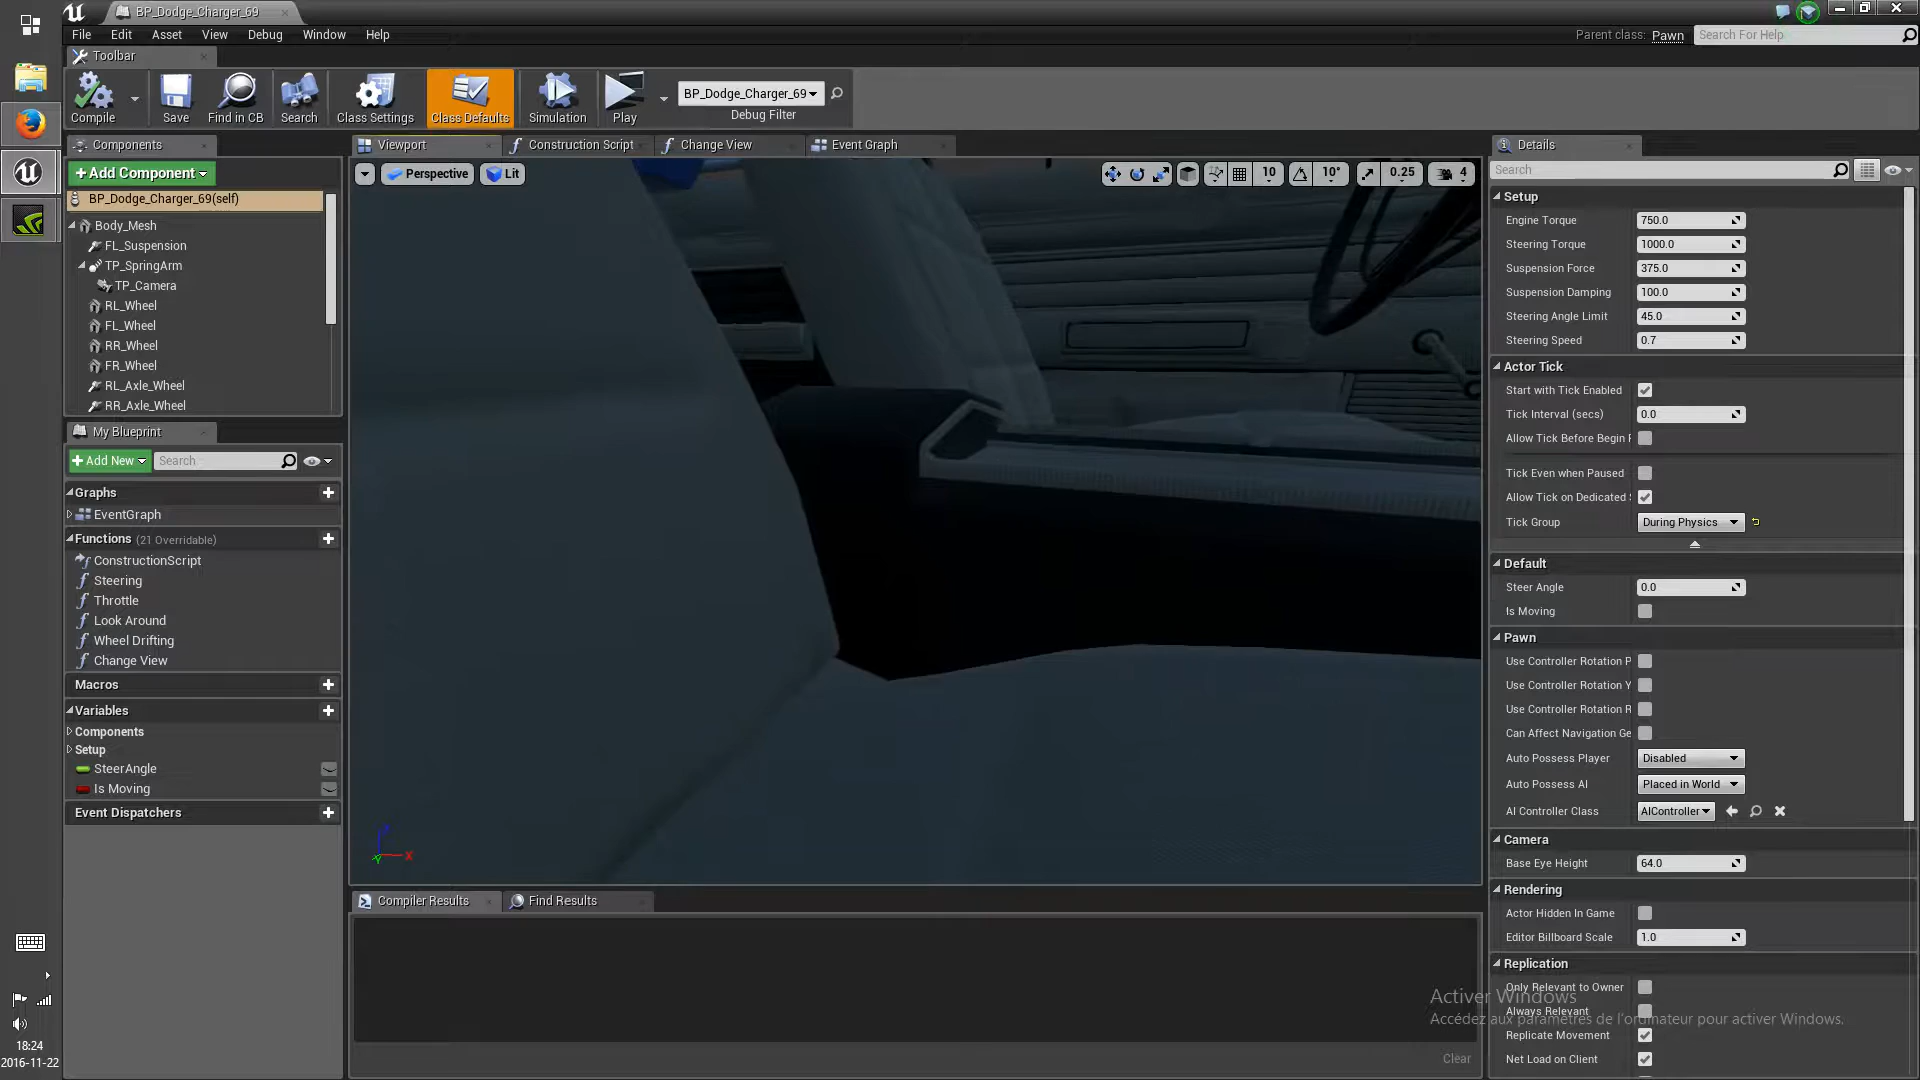 BP_Dodge_Charger_69
File Edit Asset View Debug Window Help
Parent class: Pawn
Search For Help
Toolbar
Compile
Save
Find in CB
Search
Class Settings
Class Defaults
Simulation
Play
BP_Dodge_Charger_69
Debug Filter
Components
+ Add Component
BP_Dodge_Charger_69(self)
Body_Mesh
FL_Suspension
TP_SpringArm
TP_Camera
RL_Wheel
FL_Wheel
RR_Wheel
FR_Wheel
RL_Axle_Wheel
RR_Axle_Wheel
My Blueprint
+ Add New
Search
Graphs
EventGraph
Functions (21 Overridable)
ConstructionScript
Steering
Throttle
Look Around
Wheel Drifting
Change View
Macros
Variables
Components
Setup
SteerAngle
Is Moving
Event Dispatchers
Viewport
Construction Script
Change View
Event Graph
Perspective
Lit
10
10°
0.25
4
X
Compiler Results
Find Results
Clear
Details
Search
Setup
Engine Torque 750.0
Steering Torque 1000.0
Suspension Force 375.0
Suspension Damping 100.0
Steering Angle Limit 45.0
Steering Speed 0.7
Actor Tick
Start with Tick Enabled
Tick Interval (secs) 0.0
Allow Tick Before Begin
Tick Even when Paused
Allow Tick on Dedicated
Tick Group During Physics
Default
Steer Angle 0.0
Is Moving
Pawn
Use Controller Rotation P
Use Controller Rotation Y
Use Controller Rotation R
Can Affect Navigation Ge
Auto Possess Player Disabled
Auto Possess AI Placed in World
AI Controller Class AIController
Camera
Base Eye Height 64.0
Rendering
Actor Hidden In Game
Editor Billboard Scale 1.0
Replication
Only Relevant to Owner
Always Relevant
Replicate Movement
Net Load on Client
Activer Windows
Accédez aux paramètres de l'ordinateur pour activer Windows.
18:24
2016-11-22